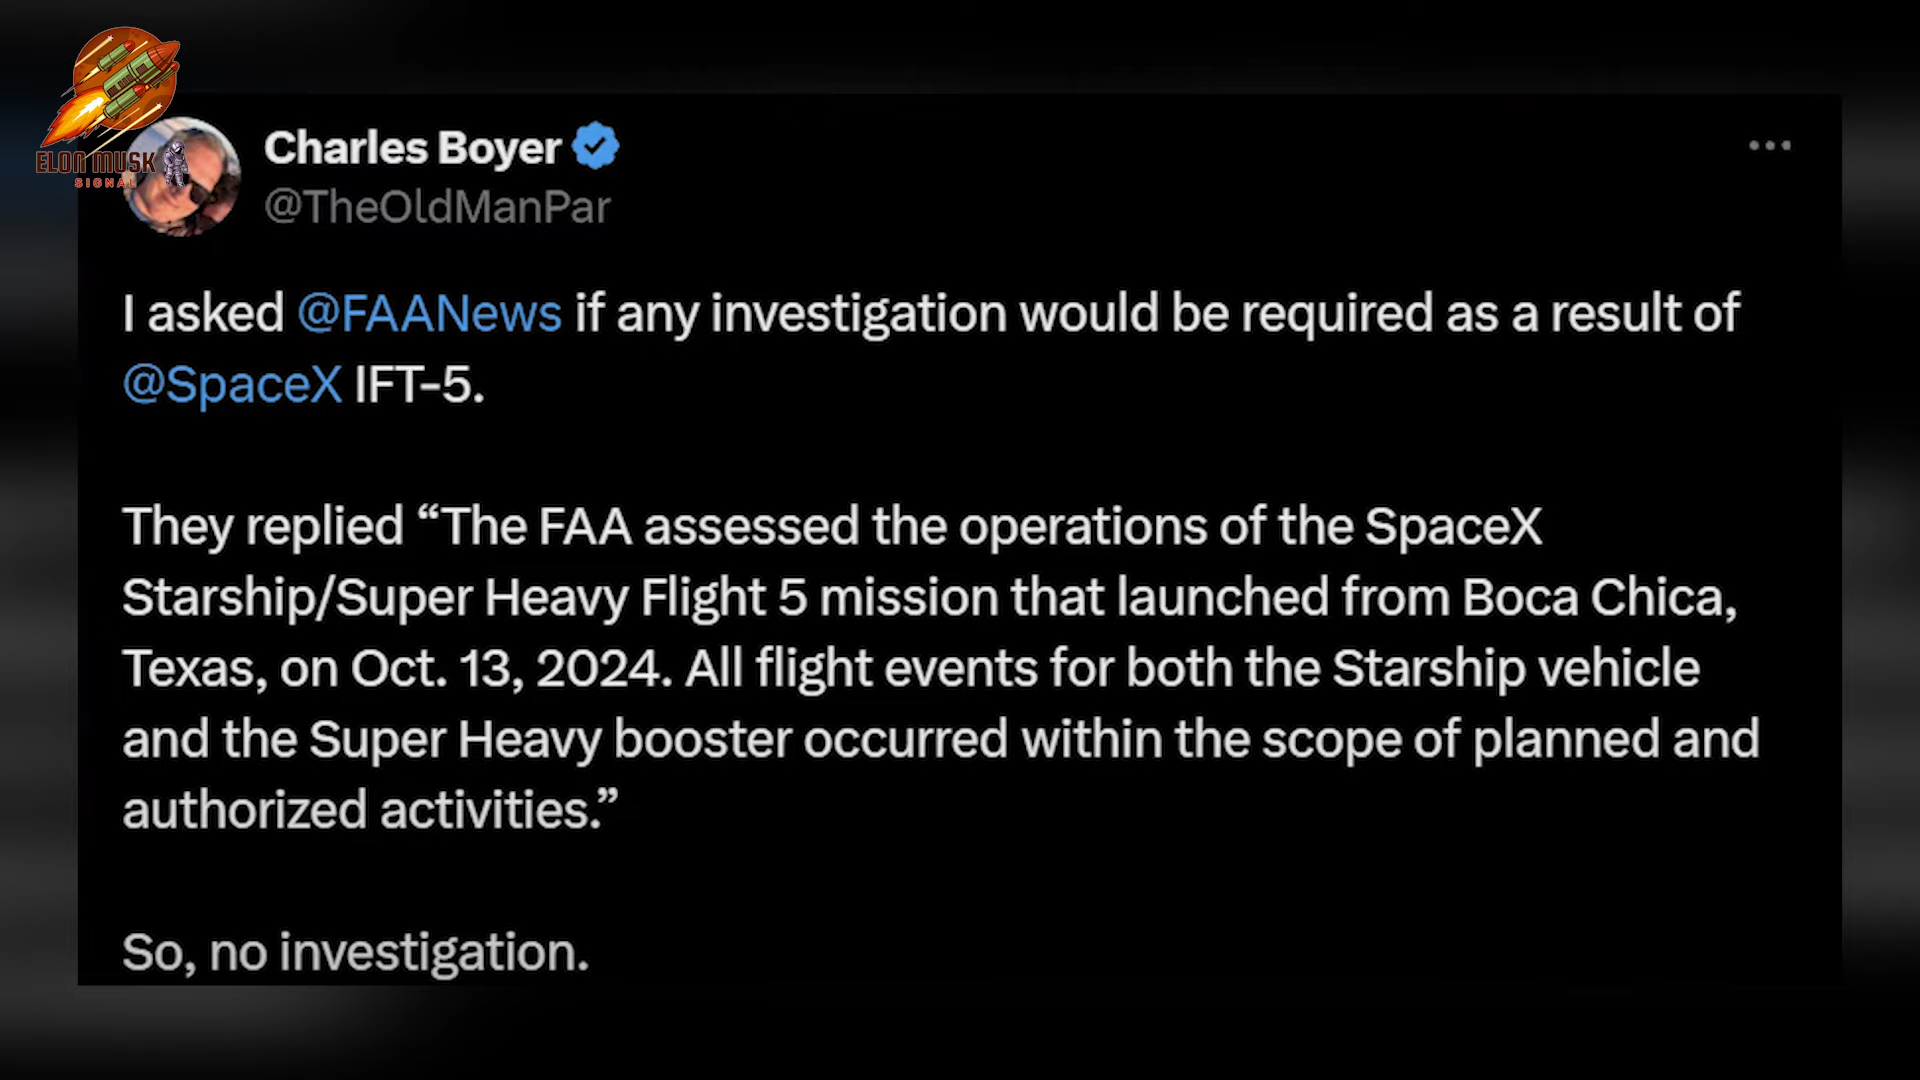 ELON MUSK
SIGNAL
Charles Boyer
@TheOldManPar
I asked @FAANews if any investigation would be required as a result of
@SpaceX IFT-5.
They replied “The FAA assessed the operations of the SpaceX
Starship/Super Heavy Flight 5 mission that launched from Boca Chica,
Texas, on Oct. 13, 2024. All flight events for both the Starship vehicle
and the Super Heavy booster occurred within the scope of planned and
authorized activities.”
So, no investigation.